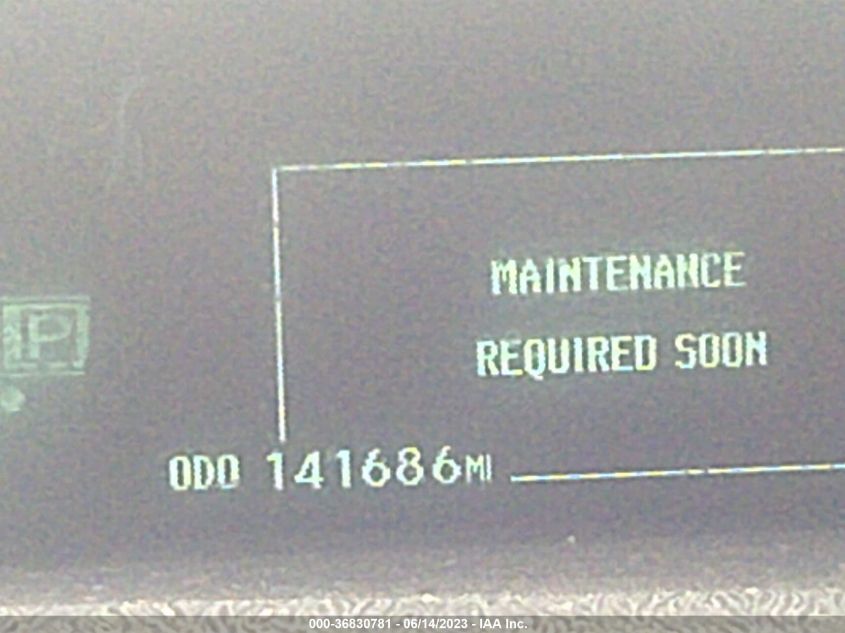 MAINTENANCE
REQUIRED SOON
P
ODO 141686MI
000-36830781 - 06/14/2023 - IAA Inc.